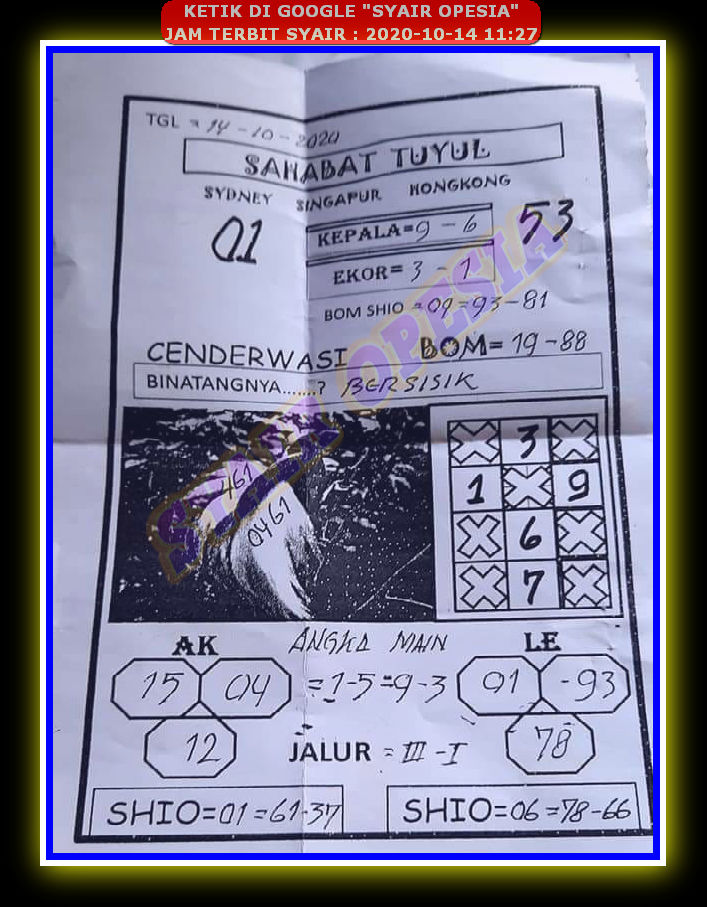 KETIK DI GOOGLE "SYAIR OPESIA"
JAM TERBIT SYAIR : 2020-10-14 11:27
TGL = 14-10-2020
SAHABAT TUYUL
SYDNEY SINGAPUR HONGKONG
01 53
KEPALA=9-6
EKOR=3-1
BOM SHIO =09=93-81
CENDERWASI BOM=19-88
BINATANGNYA.......? BERSISIK
SYAIR OPESIA
461
0461
3
1 9
6
7
AK ANGKA MAIN LE
15 04 =1-5=9-3 91 -93
12 JALUR = III-I 78
SHIO=01=61-37 SHIO=06=78-66